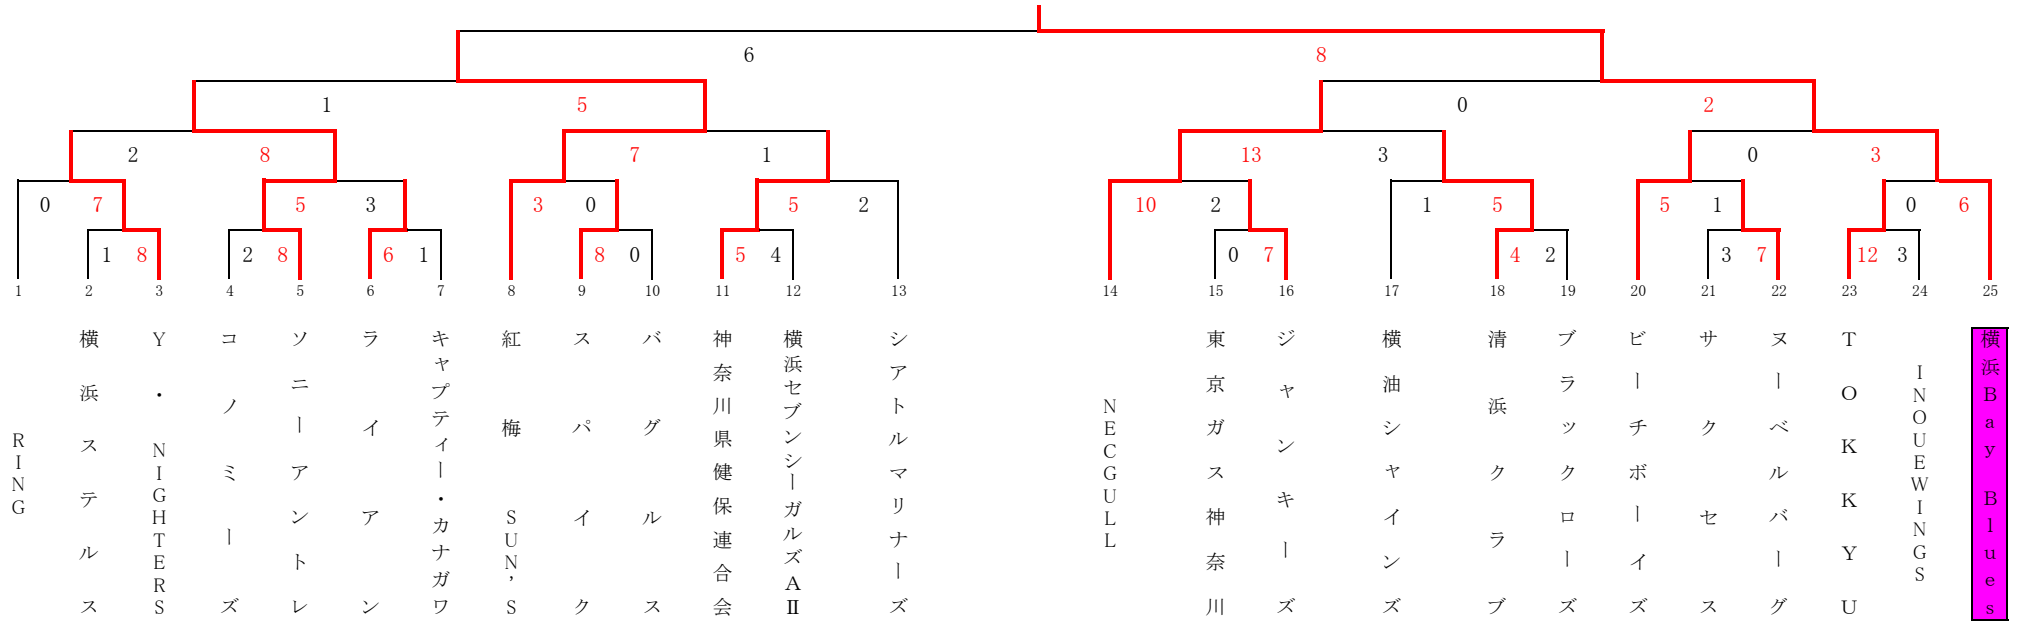 6 8
1 5 0 2
2 8 7 1 13 3 0 3
0 7 5 3 3 0 5 2 10 2 1 5 5 1 0 6
1 8 2 8 6 1 8 0 5 4 0 7 4 2 3 7 12 3
1 2 3 4 5 6 7 8 9 10 11 12 13 14 15 16 17 18 19 20 21 22 23 24 25
RING
横浜ステルス
Y・NIGHTERS
コノミーズ
ソニーアントレ
ライアン
キャプティー・カナガワ
紅梅 SUN'S
スパイク
バグルス
神奈川県健保連合会
横浜セブンシーガルズAⅡ
シアトルマリナーズ
NECGULL
東京ガス神奈川
ジャンキーズ
横油シャインズ
清浜クラブ
ブラックローズ
ビーチボーイズ
サクセス
ヌーベルバーグ
TOKKYU
INOUEWINGS
横浜Bay Blues